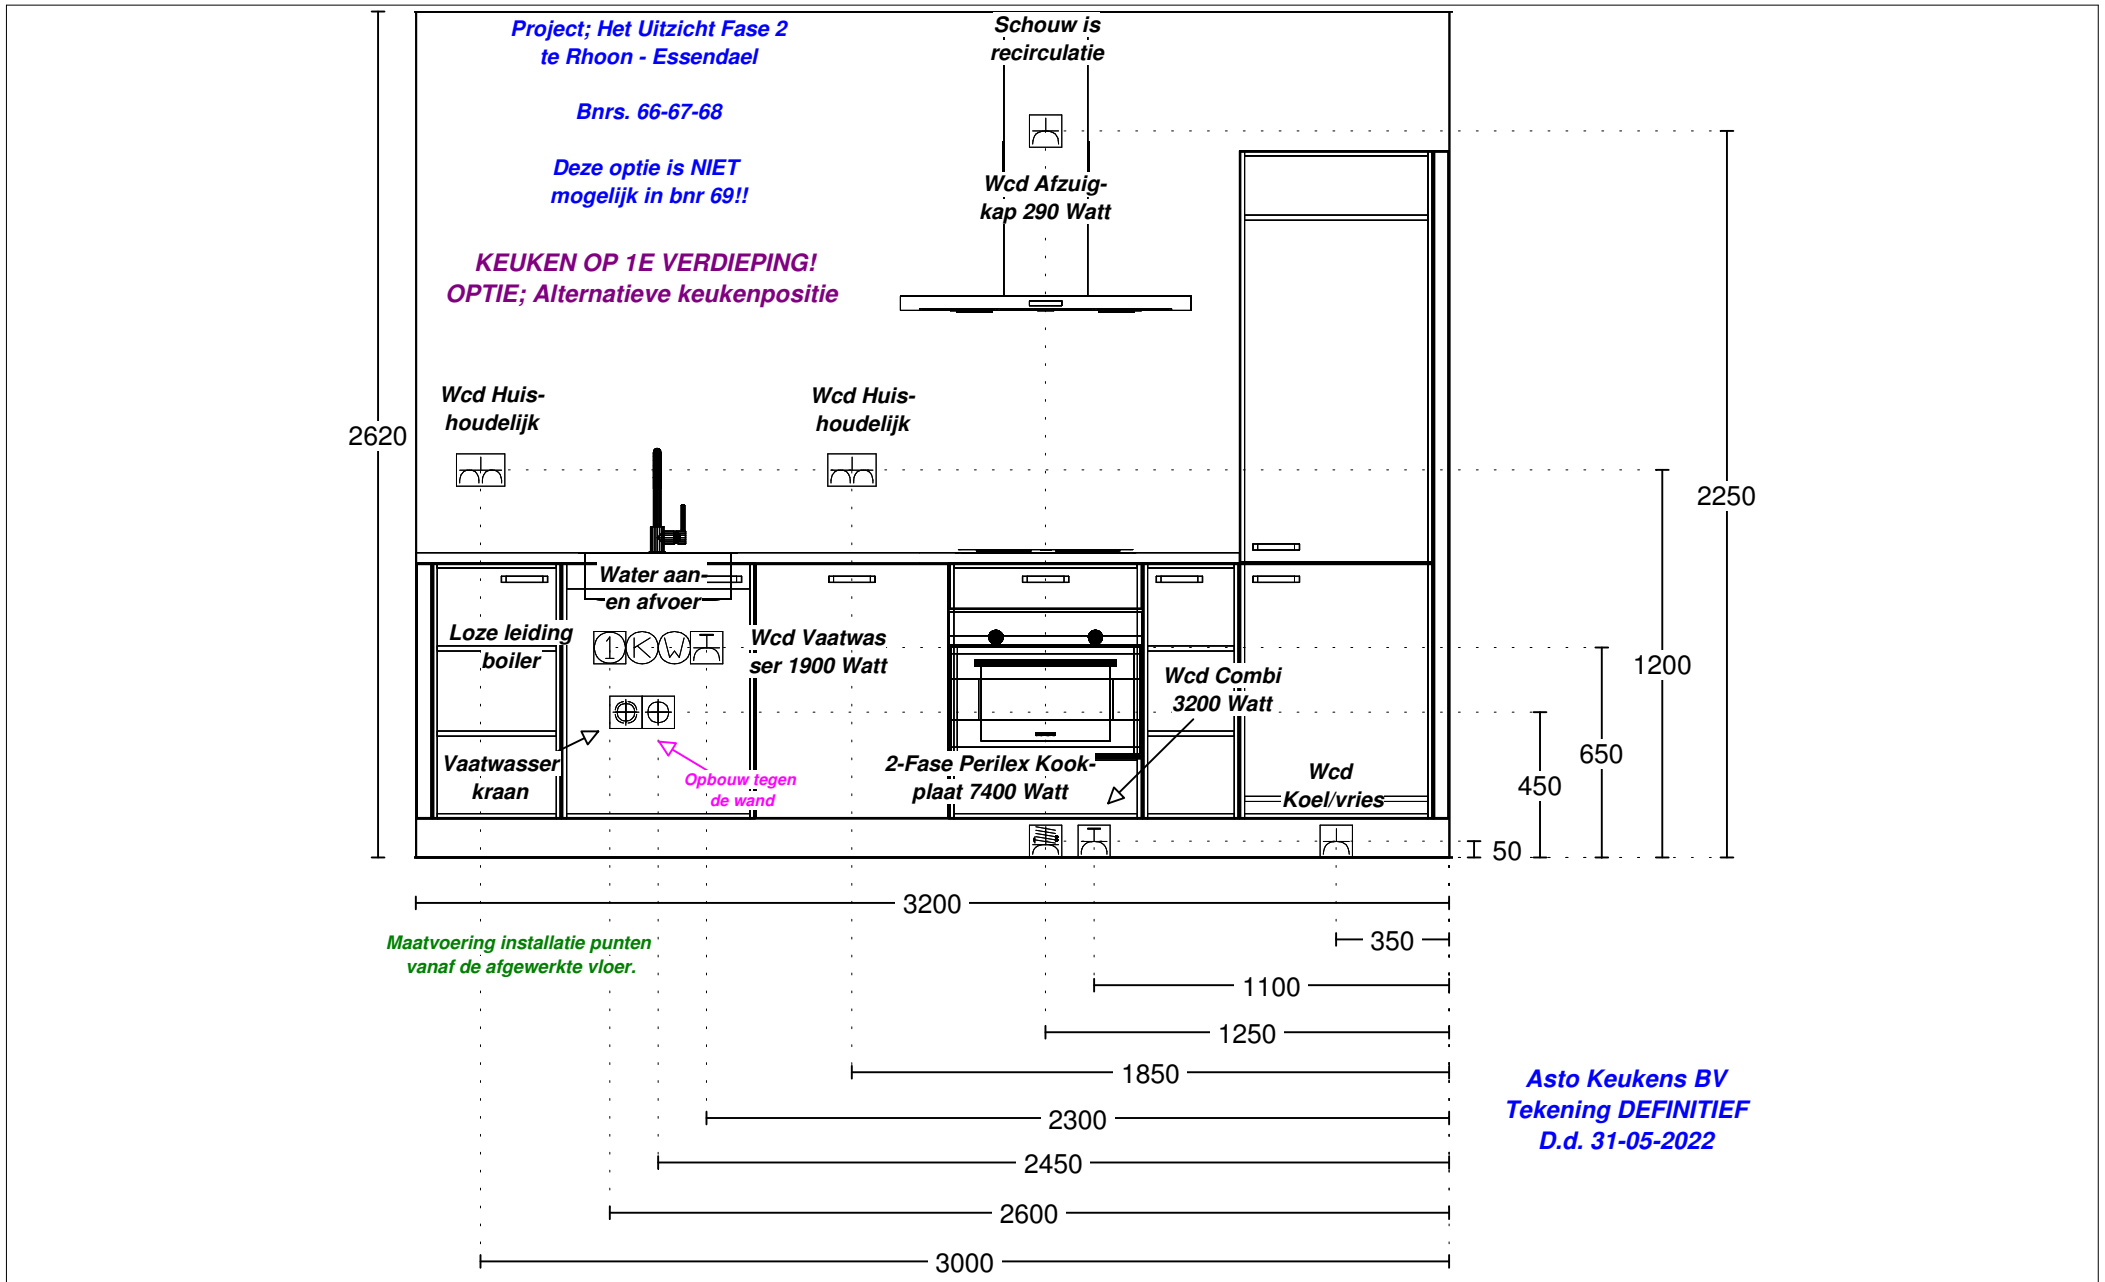 Project; Het Uitzicht Fase 2
te Rhoon - Essendael
Bnrs. 66-67-68
Deze optie is NIET
mogelijk in bnr 69!!
KEUKEN OP 1E VERDIEPING!
OPTIE; Alternatieve keukenpositie
Schouw is
recirculatie
Wcd Afzuig-
kap 290 Watt
Wcd Huis-
houdelijk
Wcd Huis-
houdelijk
2620
2250
1200
650
450
50
Water aan-
en afvoer
Loze leiding
boiler
1 K W
Wcd Vaatwas
ser 1900 Watt
Wcd Combi
3200 Watt
Vaatwasser
kraan
Opbouw tegen
de wand
2-Fase Perilex Kook-
plaat 7400 Watt
Wcd
Koel/vries
3200
Maatvoering installatie punten
vanaf de afgewerkte vloer.
350
1100
1250
1850
2300
2450
2600
3000
Asto Keukens BV
Tekening DEFINITIEF
D.d. 31-05-2022